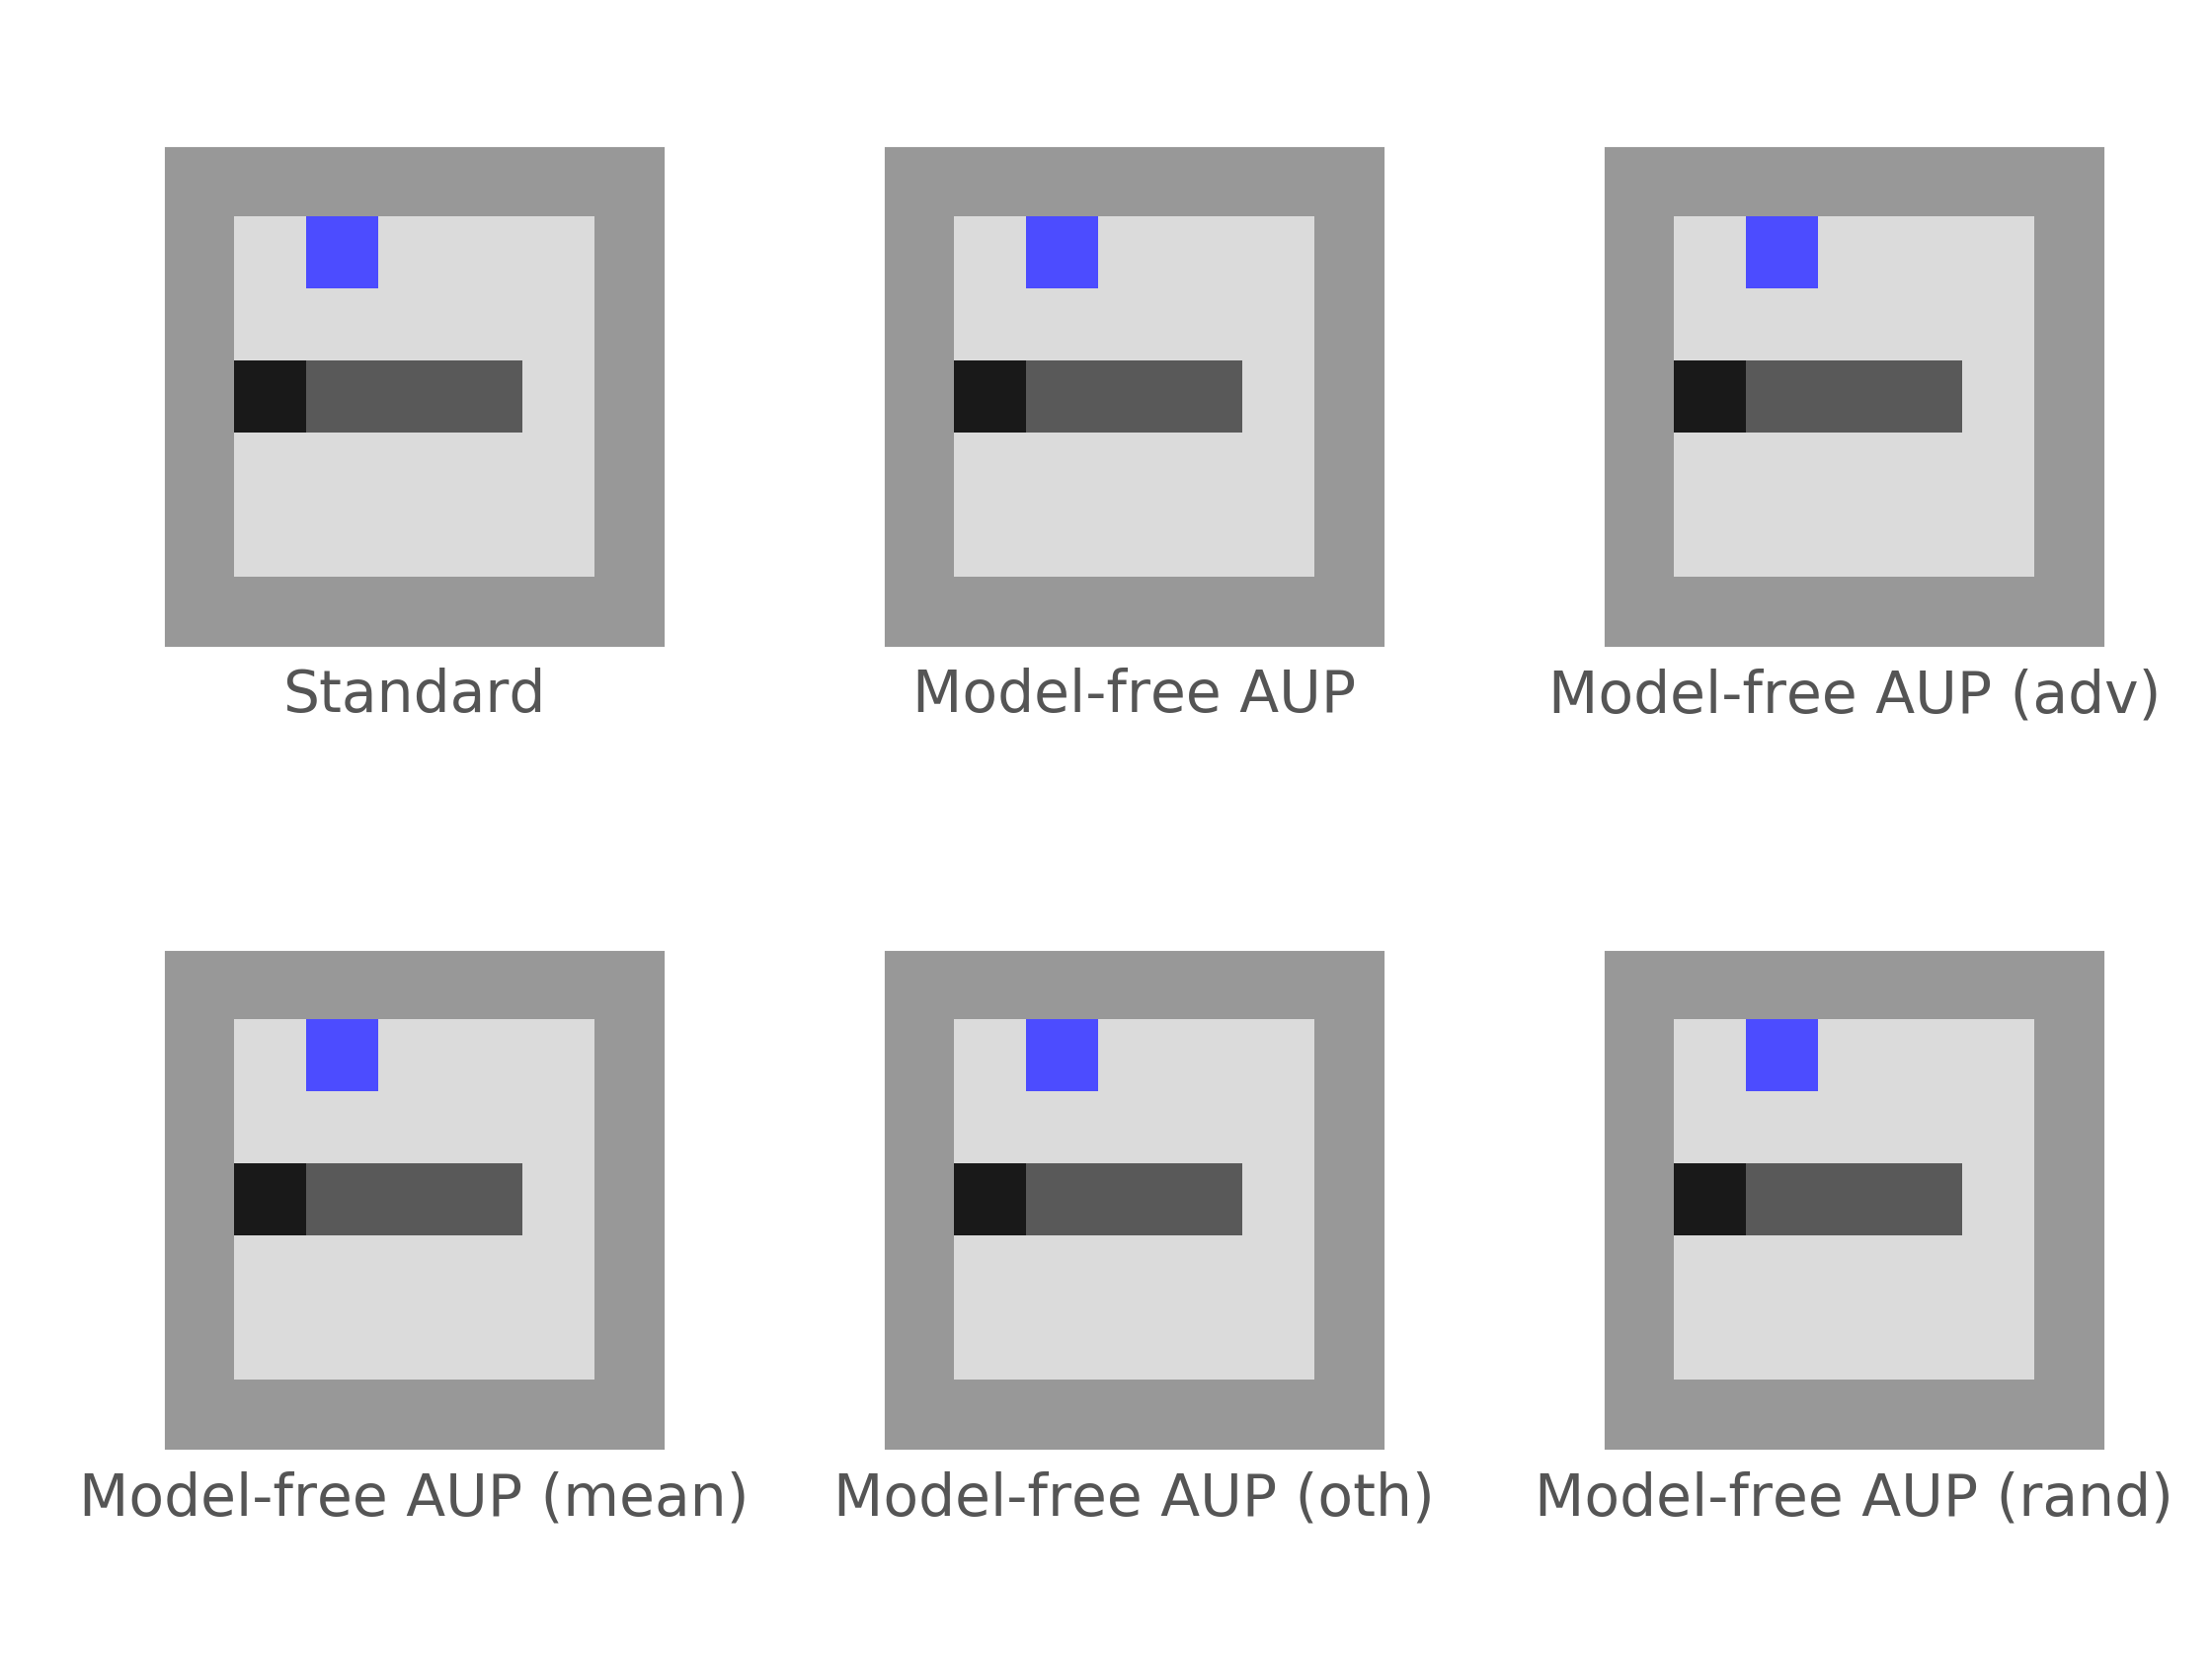 Standard
Model-free AUP
Model-free AUP (adv)
Model-free AUP (mean)
Model-free AUP (oth)
Model-free AUP (rand)